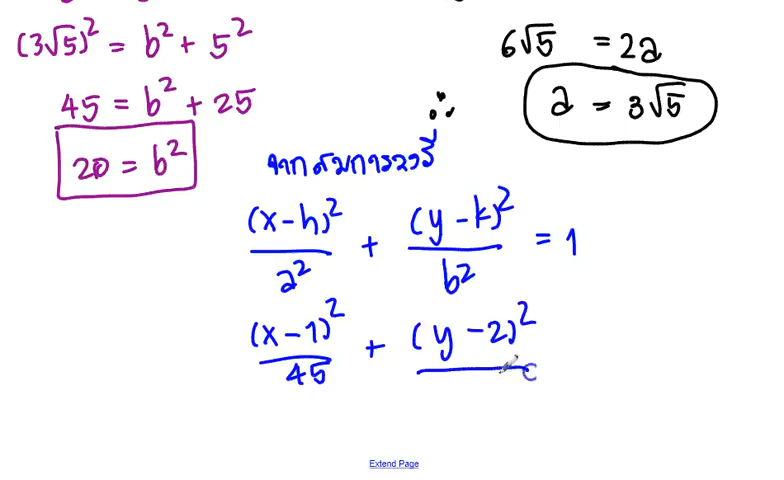 (3√5)² = b² + 5²
45 = b² + 25
20 = b²
6√5 = 2a
∴ a = 3√5
จากสมการวงรี
(x-h)²/a² + (y-k)²/b² = 1
(x-1)²/45 + (y-2)²
Extend Page